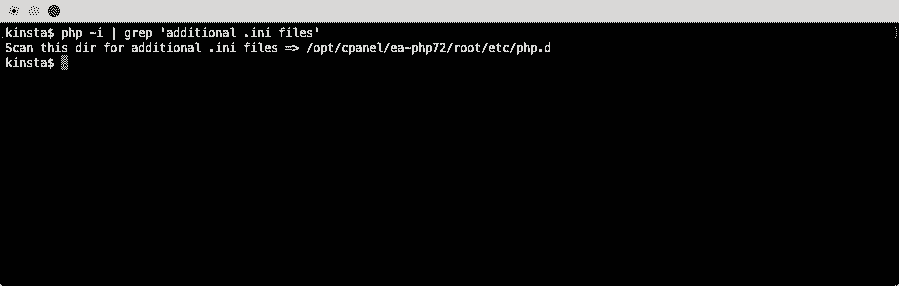 kinsta$ php -i | grep 'additional .ini files'
Scan this dir for additional .ini files => /opt/cpanel/ea-php72/root/etc/php.d
kinsta$